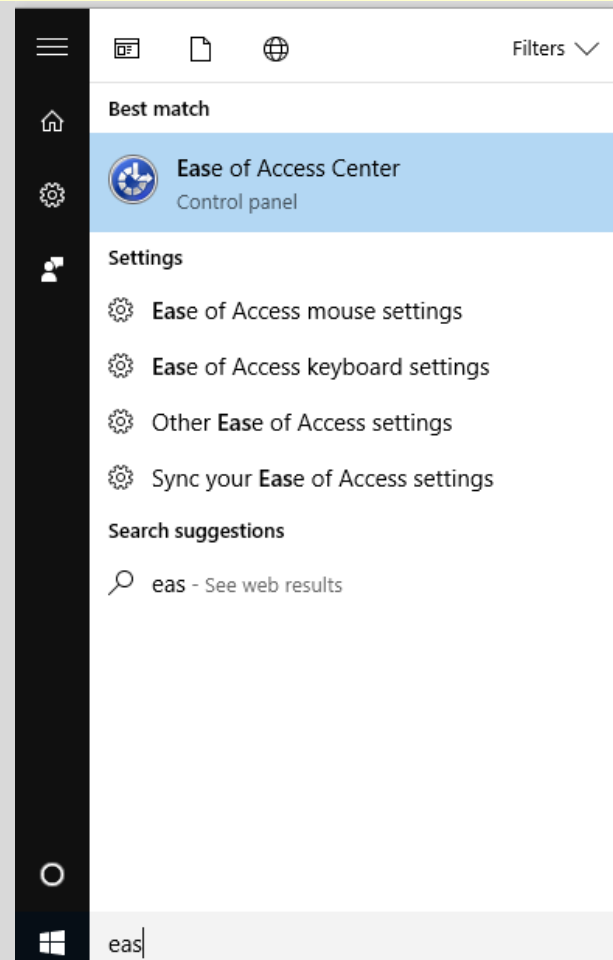 Filters
Best match
Ease of Access Center
Control panel
Settings
Ease of Access mouse settings
Ease of Access keyboard settings
Other Ease of Access settings
Sync your Ease of Access settings
Search suggestions
eas - See web results
eas